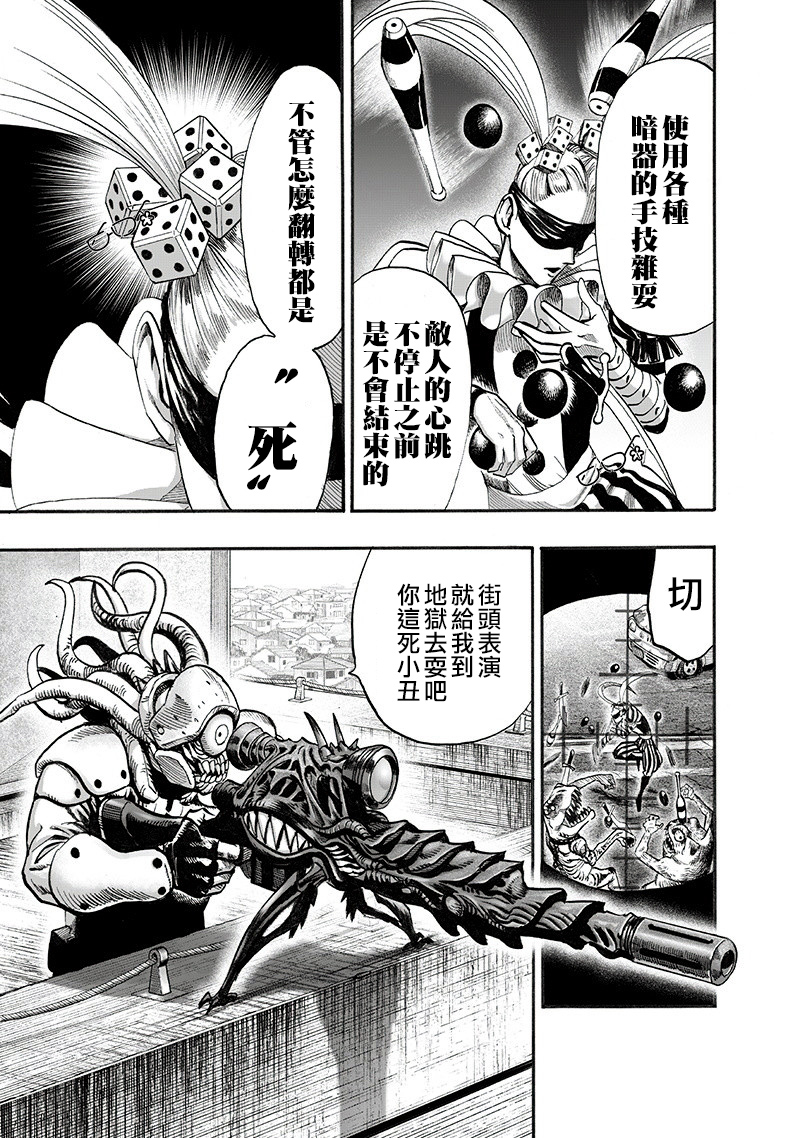 使用各種
暗器的手技雜耍
敵人的心跳
不停止之前
是不會結束的
不管怎麼翻轉都是
"死"
切
街頭表演
就給我到
地獄去耍吧
你這死小丑